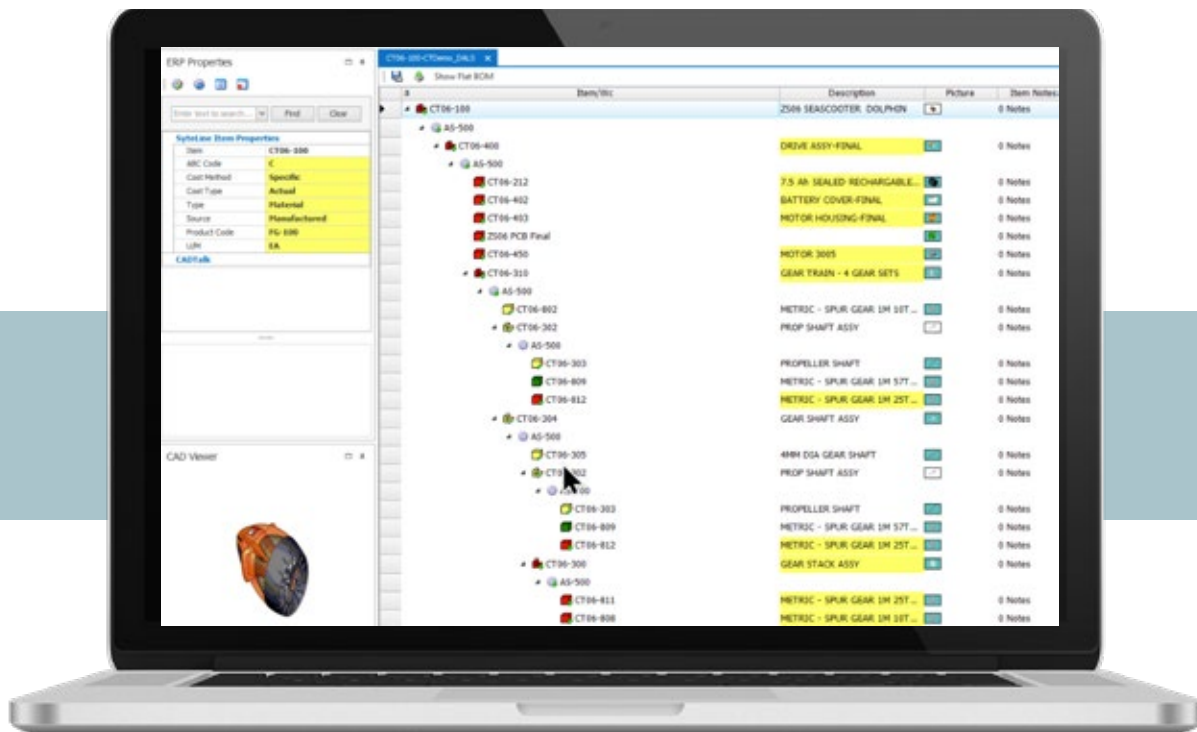 ERP Properties
CT06-100-CTDemo_DALS x
Show Flat BOM
Enter text to search... Find Clear
SyteLine Item Properties
Item CT06-100
ABC Code C
Cost Method Specific
Cost Type Actual
Type Material
Source Manufactured
Product Code FG-100
U/M EA
CADTalk
CAD Viewer
Item/Wc Description Picture Item Notes
CT06-100 ZS06 SEASCOOTER DOLPHIN 0 Notes
AS-500
CT06-400 DRIVE ASSY-FINAL 0 Notes
AS-500
CT06-212 7.5 Ah SEALED RECHARGABLE... 0 Notes
CT06-402 BATTERY COVER-FINAL 0 Notes
CT06-403 MOTOR HOUSING-FINAL 0 Notes
ZS06 PCB Final 0 Notes
CT06-450 MOTOR 3005 0 Notes
CT06-310 GEAR TRAIN - 4 GEAR SETS 0 Notes
AS-500
CT06-802 METRIC - SPUR GEAR 1M 10T... 0 Notes
CT06-302 PROP SHAFT ASSY 0 Notes
AS-500
CT06-303 PROPELLER SHAFT 0 Notes
CT06-809 METRIC - SPUR GEAR 1M 57T... 0 Notes
CT06-812 METRIC - SPUR GEAR 1M 25T... 0 Notes
CT06-304 GEAR SHAFT ASSY 0 Notes
AS-500
CT06-305 4MM DIA GEAR SHAFT 0 Notes
PROP SHAFT ASSY 0 Notes
CT06-303 PROPELLER SHAFT 0 Notes
CT06-809 METRIC - SPUR GEAR 1M 57T... 0 Notes
CT06-812 METRIC - SPUR GEAR 1M 25T... 0 Notes
CT06-300 GEAR STACK ASSY 0 Notes
AS-500
CT06-811 METRIC - SPUR GEAR 1M 25T... 0 Notes
CT06-808 METRIC - SPUR GEAR 1M 10T... 0 Notes